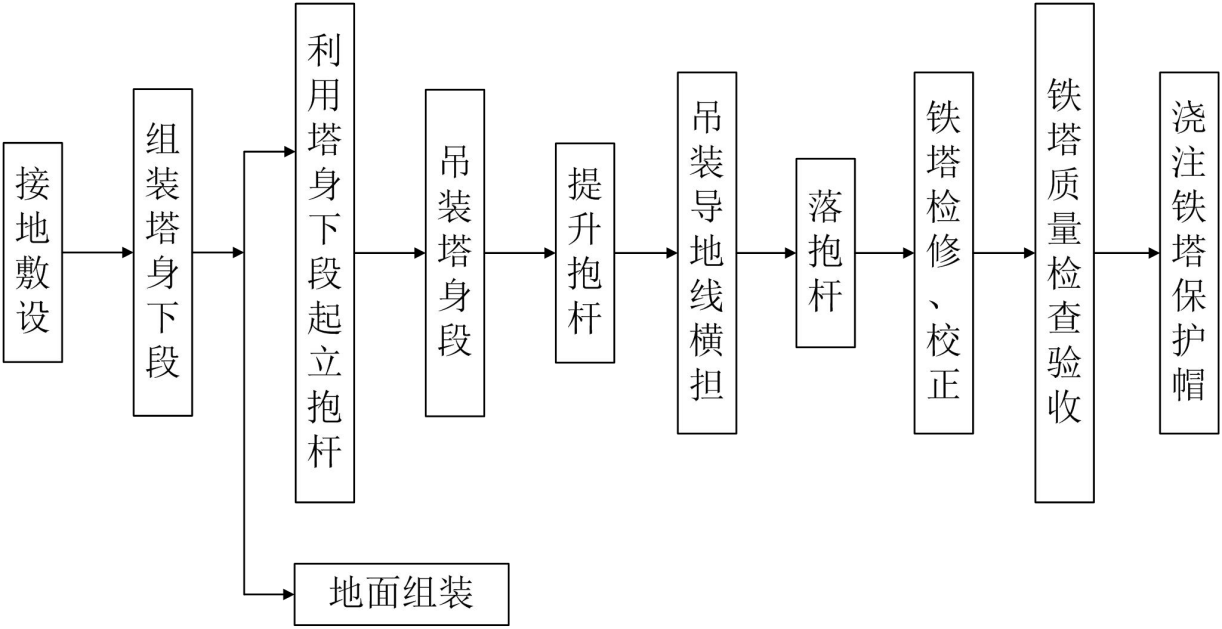 接地敷设
组装塔身下段
利用塔身下段起立抱杆
吊装塔身段
提升抱杆
吊装导地线横担
落抱杆
铁塔检修、校正
铁塔质量检查验收
浇注铁塔保护帽
地面组装